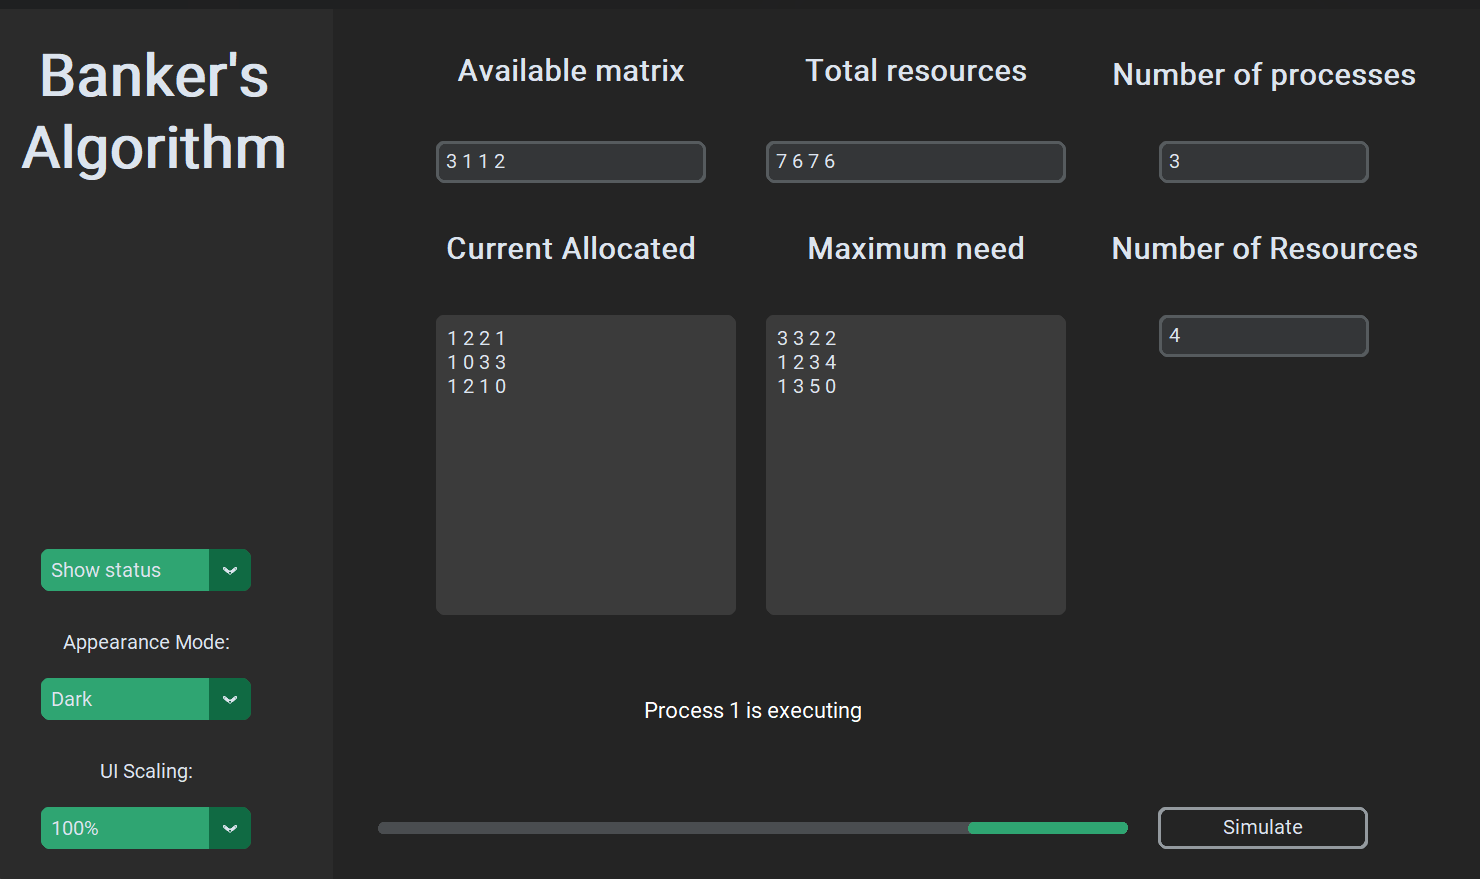 Banker's
Algorithm
Available matrix
Total resources
Number of processes
3 1 1 2
7 6 7 6
3
Current Allocated
Maximum need
Number of Resources
1 2 2 1
1 0 3 3
1 2 1 0
3 3 2 2
1 2 3 4
1 3 5 0
4
Show status
Appearance Mode:
Dark
UI Scaling:
100%
Process 1 is executing
Simulate